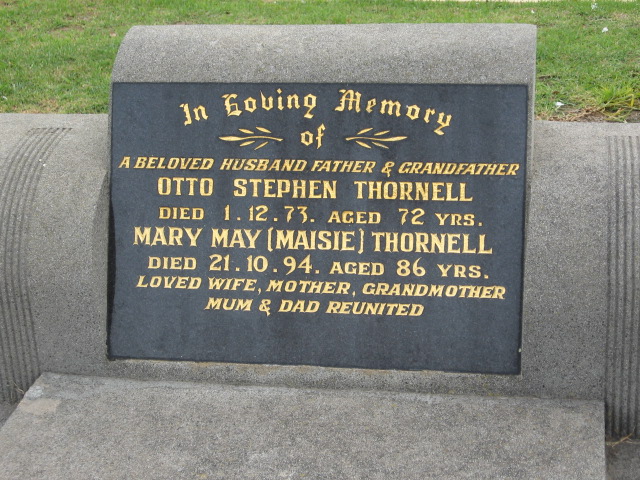 In Loving Memory
of
A BELOVED HUSBAND FATHER & GRANDFATHER
OTTO STEPHEN THORNELL
DIED 1.12.73. AGED 72 YRS.
MARY MAY (MAISIE) THORNELL
DIED 21.10.94. AGED 86 YRS.
LOVED WIFE, MOTHER, GRANDMOTHER
MUM & DAD REUNITED